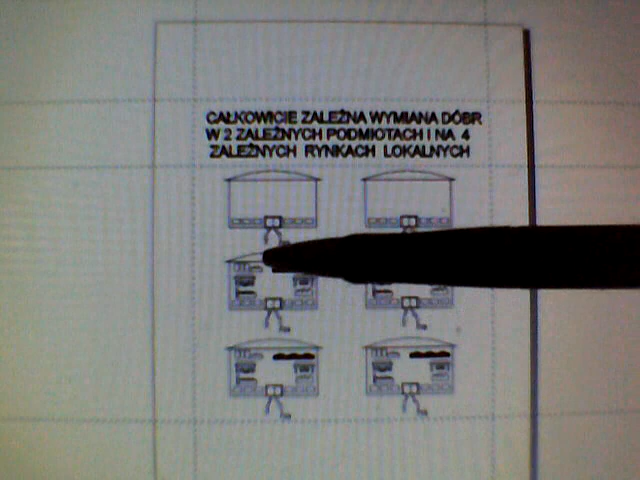 CAŁKOWICIE ZALEŻNA WYMIANA DÓBR
W 2 ZALEŻNYCH PODMIOTACH I NA 4
ZALEŻNYCH RYNKACH LOKALNYCH